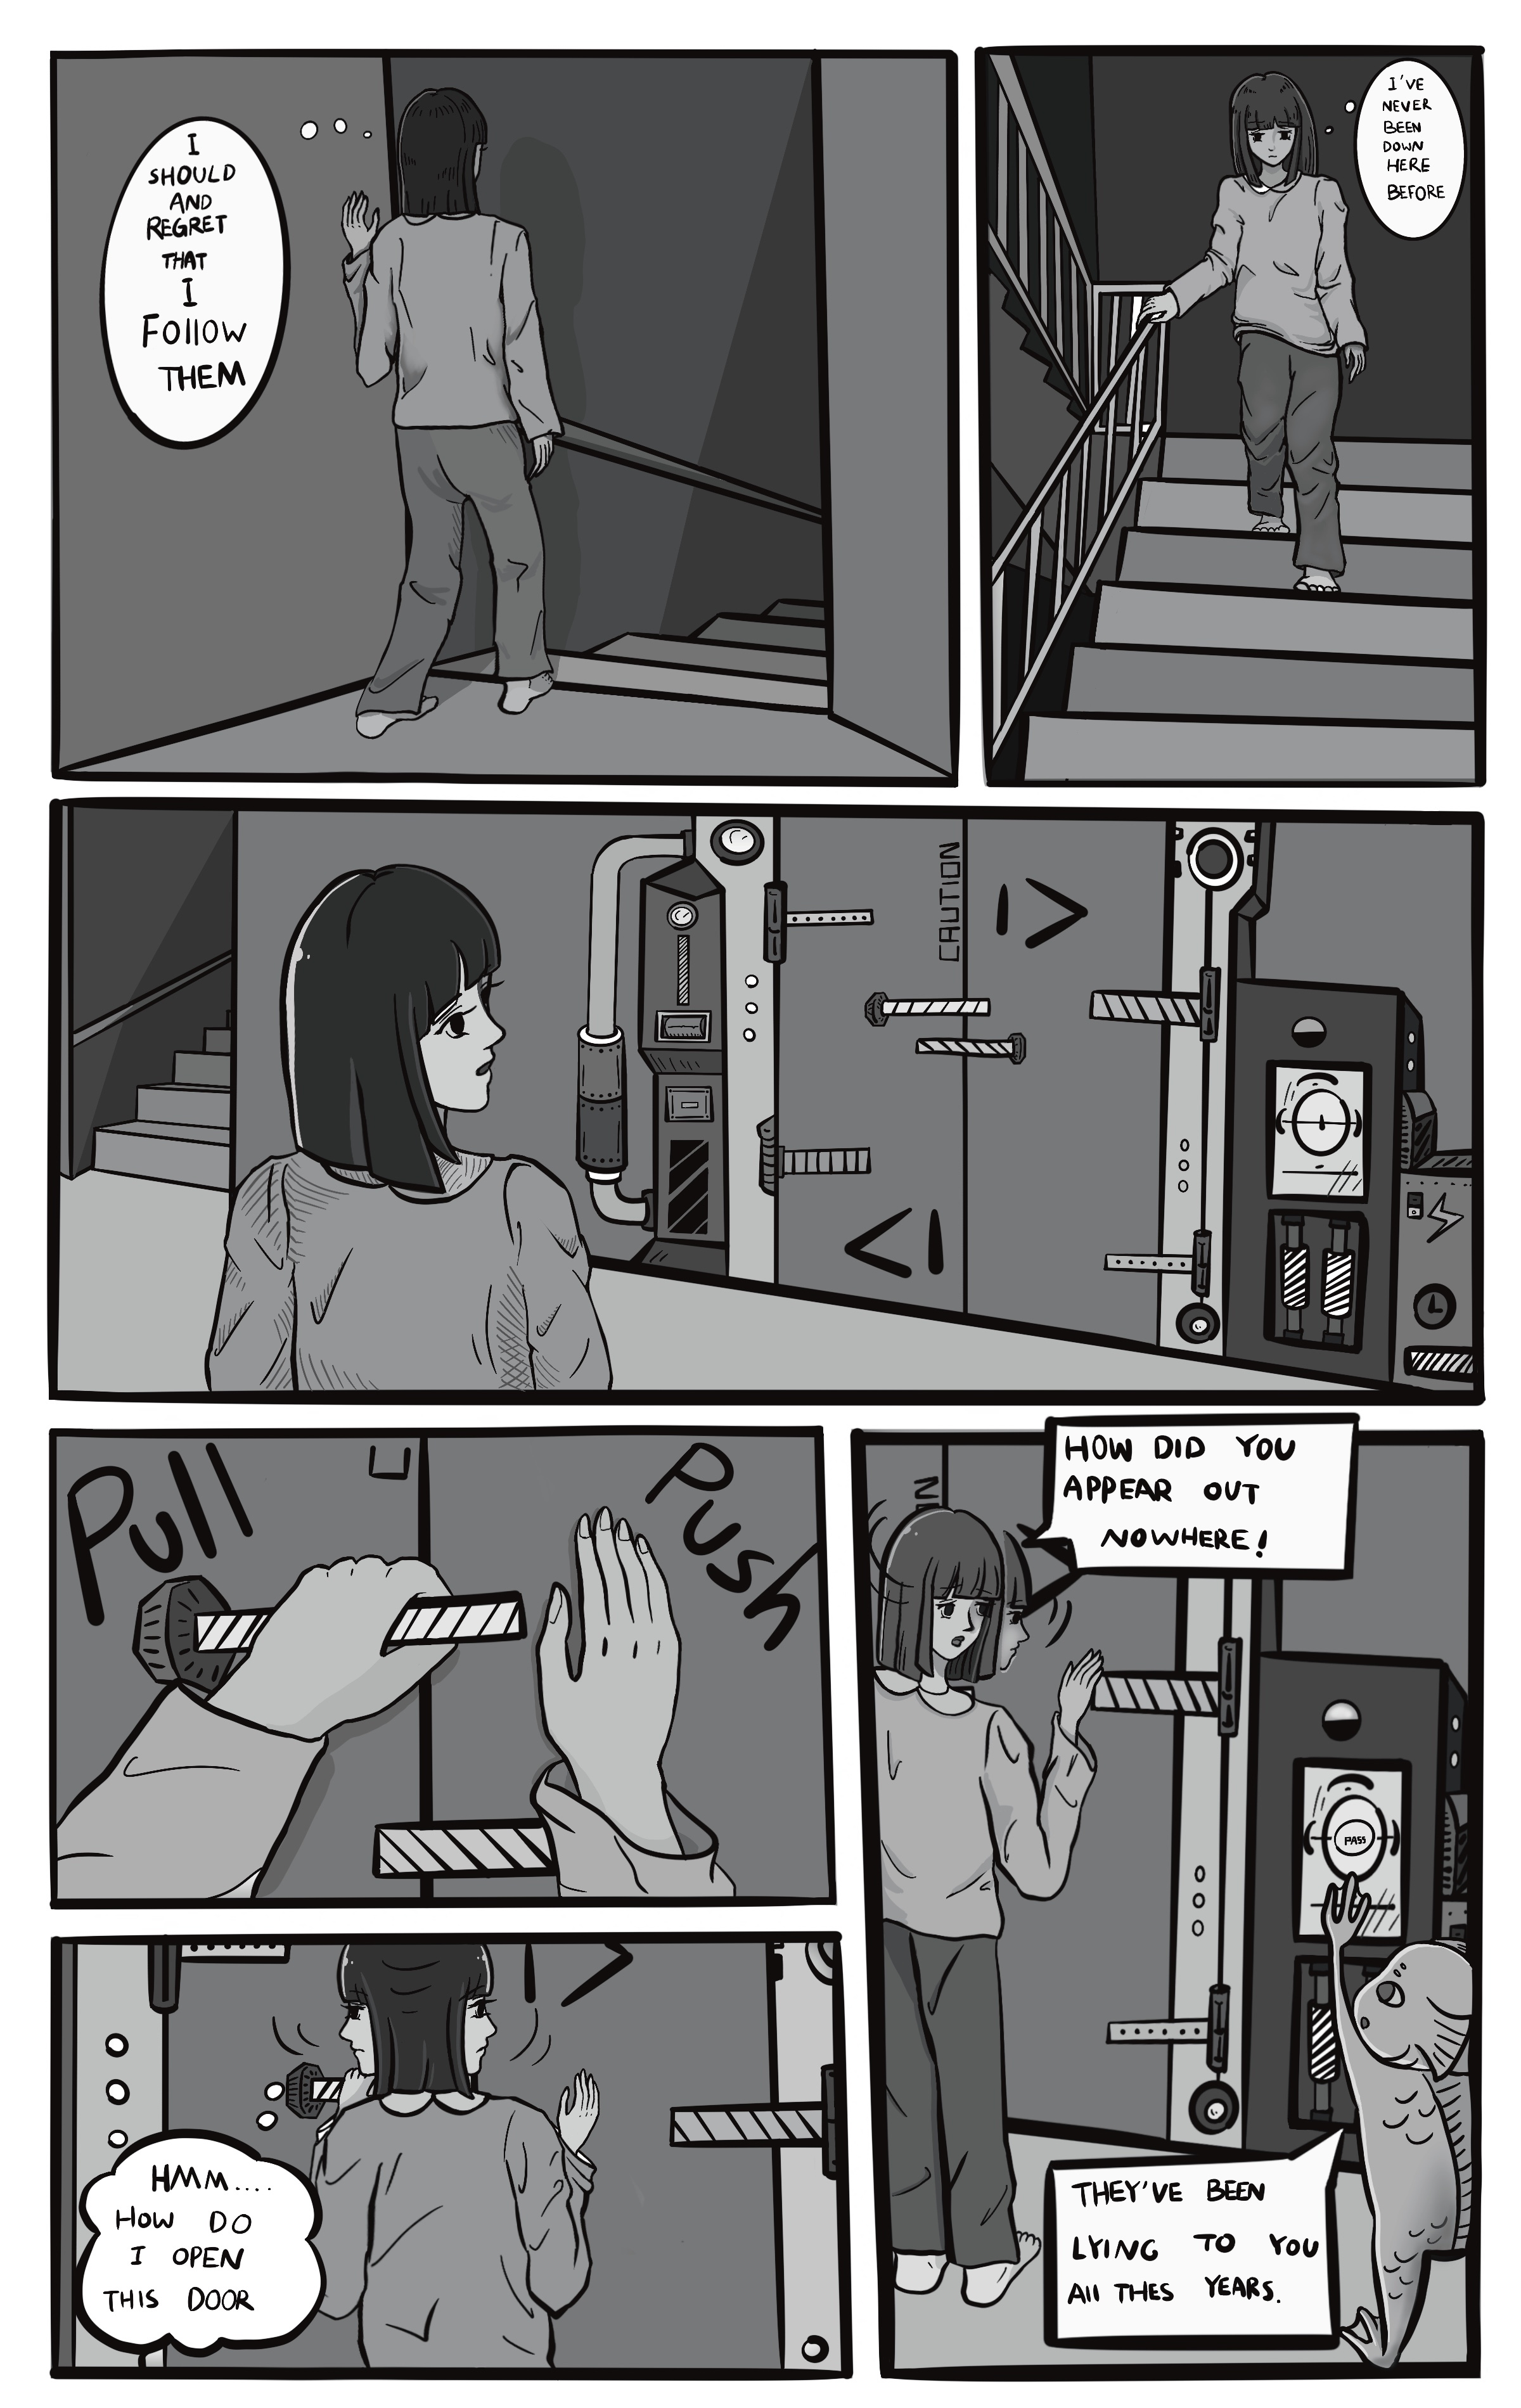 I
SHOULD
AND
REGRET
THAT
I
Follow
THEM
I'VE
NEVER
BEEN
DOWN
HERE
BEFORE
CAUTION
Pull
Push
HMM....
HOW DO
I OPEN
THIS DOOR
HOW DID YOU
APPEAR OUT
NOWHERE!
PASS
THEY'VE BEEN
LYING TO YOU
All THES YEARS.